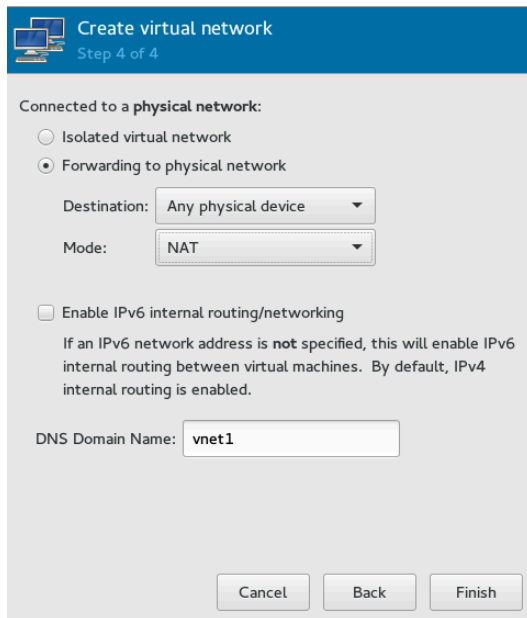 Create virtual network
Step 4 of 4
Connected to a physical network:
Isolated virtual network
Forwarding to physical network
Destination: Any physical device
Mode: NAT
Enable IPv6 internal routing/networking
If an IPv6 network address is not specified, this will enable IPv6
internal routing between virtual machines. By default, IPv4
internal routing is enabled.
DNS Domain Name: vnet1
Cancel Back Finish